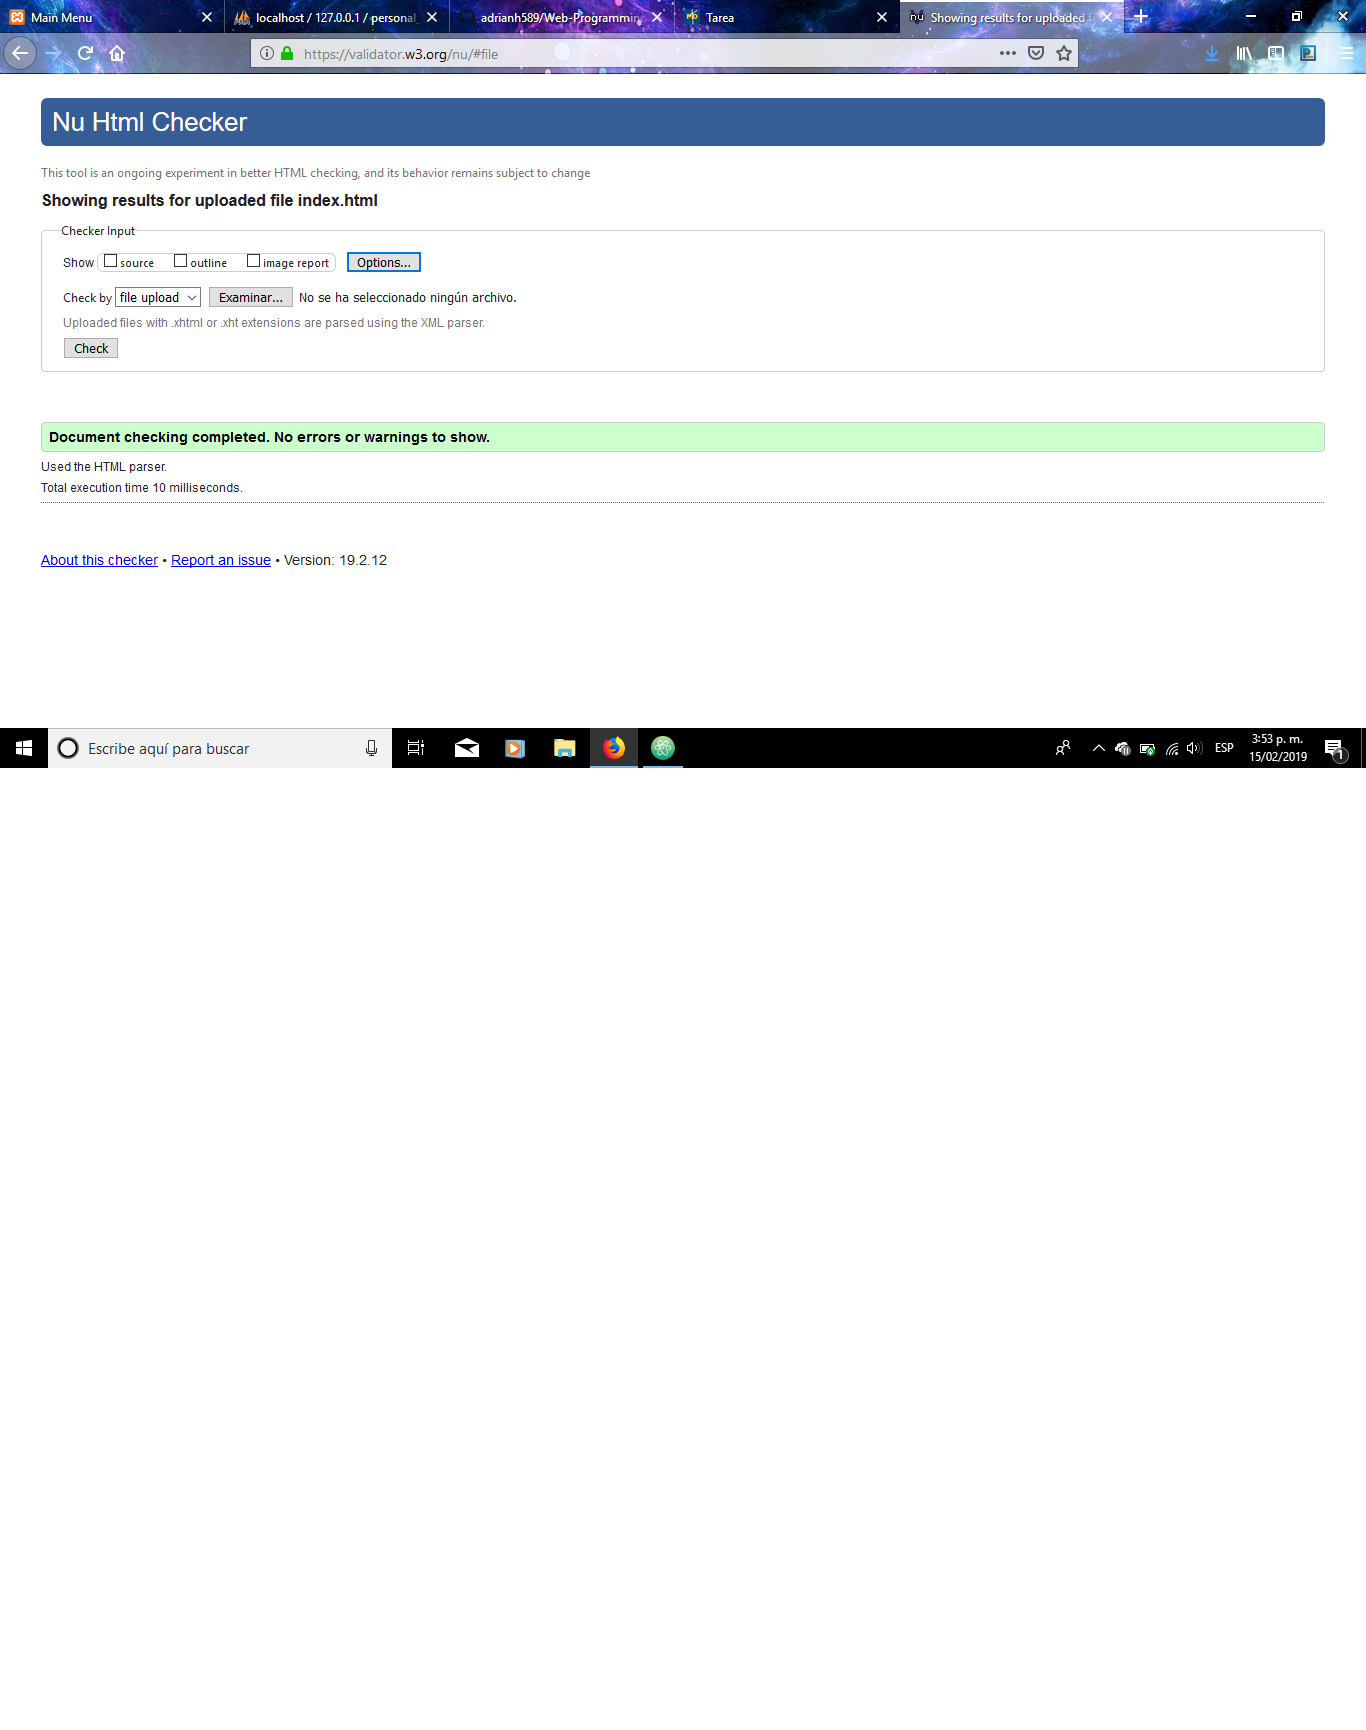 Main Menu
localhost / 127.0.0.1 / personal_
adrianh589/Web-Programmin
Tarea
Showing results for uploaded f
https://validator.w3.org/nu/#file
Nu Html Checker
This tool is an ongoing experiment in better HTML checking, and its behavior remains subject to change
Showing results for uploaded file index.html
Checker Input
Show source outline image report Options...
Check by file upload Examinar... No se ha seleccionado ningún archivo.
Uploaded files with .xhtml or .xht extensions are parsed using the XML parser.
Check
Document checking completed. No errors or warnings to show.
Used the HTML parser.
Total execution time 10 milliseconds.
About this checker • Report an issue • Version: 19.2.12
Escribe aquí para buscar
ESP
3:53 p. m.
15/02/2019
1